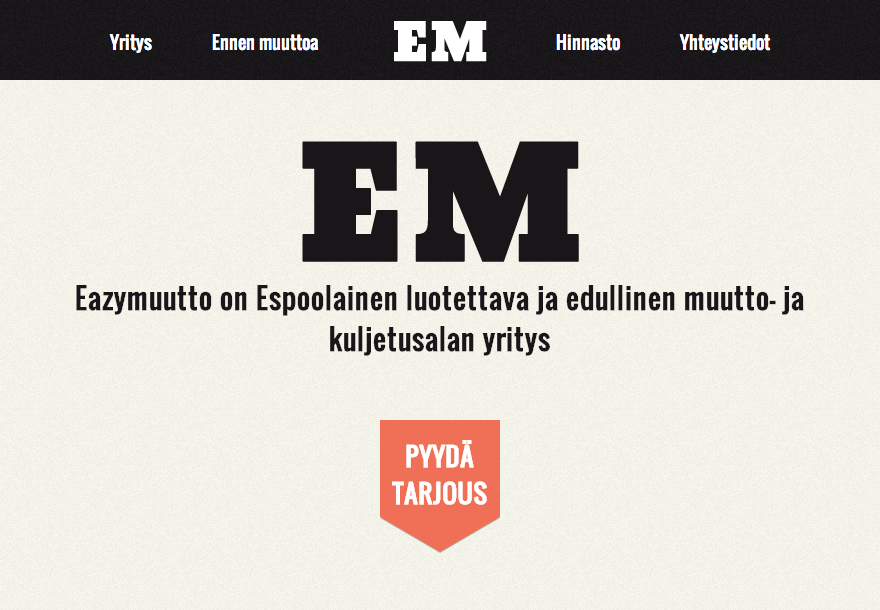 Yritys Ennen muuttoa EM Hinnasto Yhteystiedot
EM
Eazymuutto on Espoolainen luotettava ja edullinen muutto- ja
kuljetusalan yritys
PYYDÄ
TARJOUS